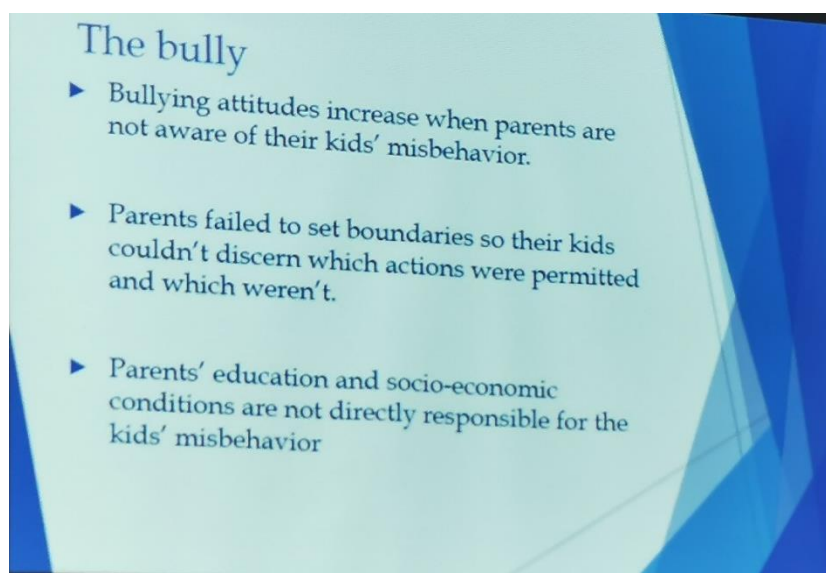 The bully
► Bullying attitudes increase when parents are
not aware of their kids’ misbehavior.
► Parents failed to set boundaries so their kids
couldn’t discern which actions were permitted
and which weren’t.
► Parents’ education and socio-economic
conditions are not directly responsible for the
kids’ misbehavior